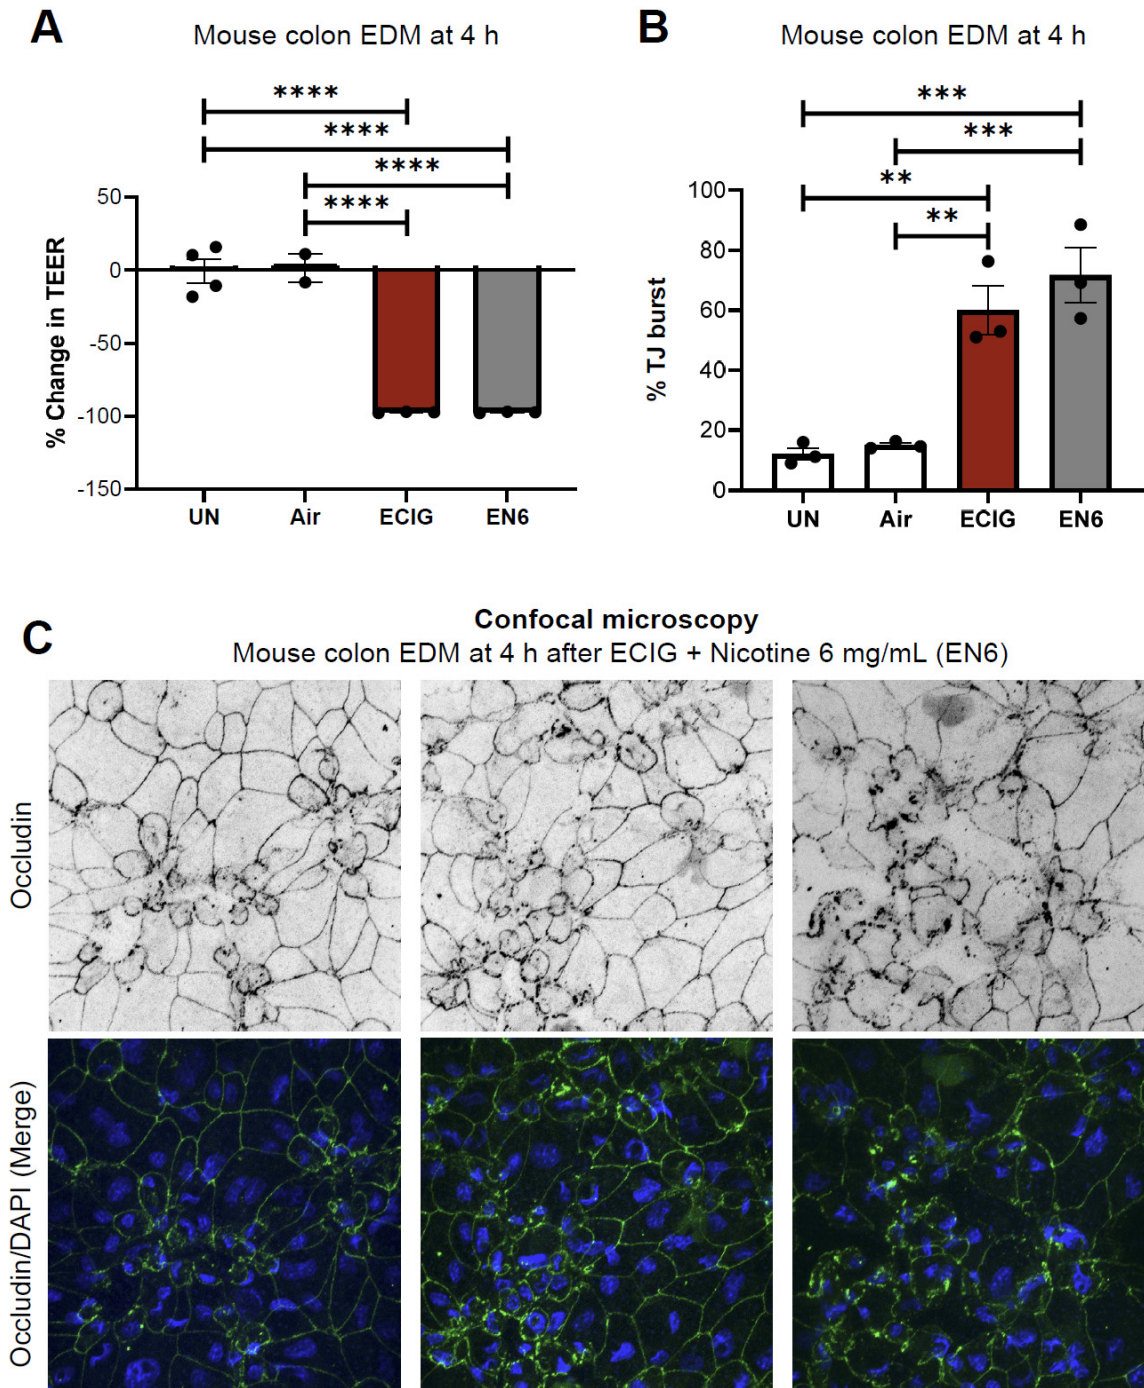 A
Mouse colon EDM at 4 h
****
****
****
****
% Change in TEER
50
0
-50
-100
-150
UN
Air
ECIG
EN6
B
Mouse colon EDM at 4 h
***
***
**
**
% TJ burst
100
80
60
40
20
0
UN
Air
ECIG
EN6
C
Confocal microscopy
Mouse colon EDM at 4 h after ECIG + Nicotine 6 mg/mL (EN6)
Occludin
Occludin/DAPI (Merge)